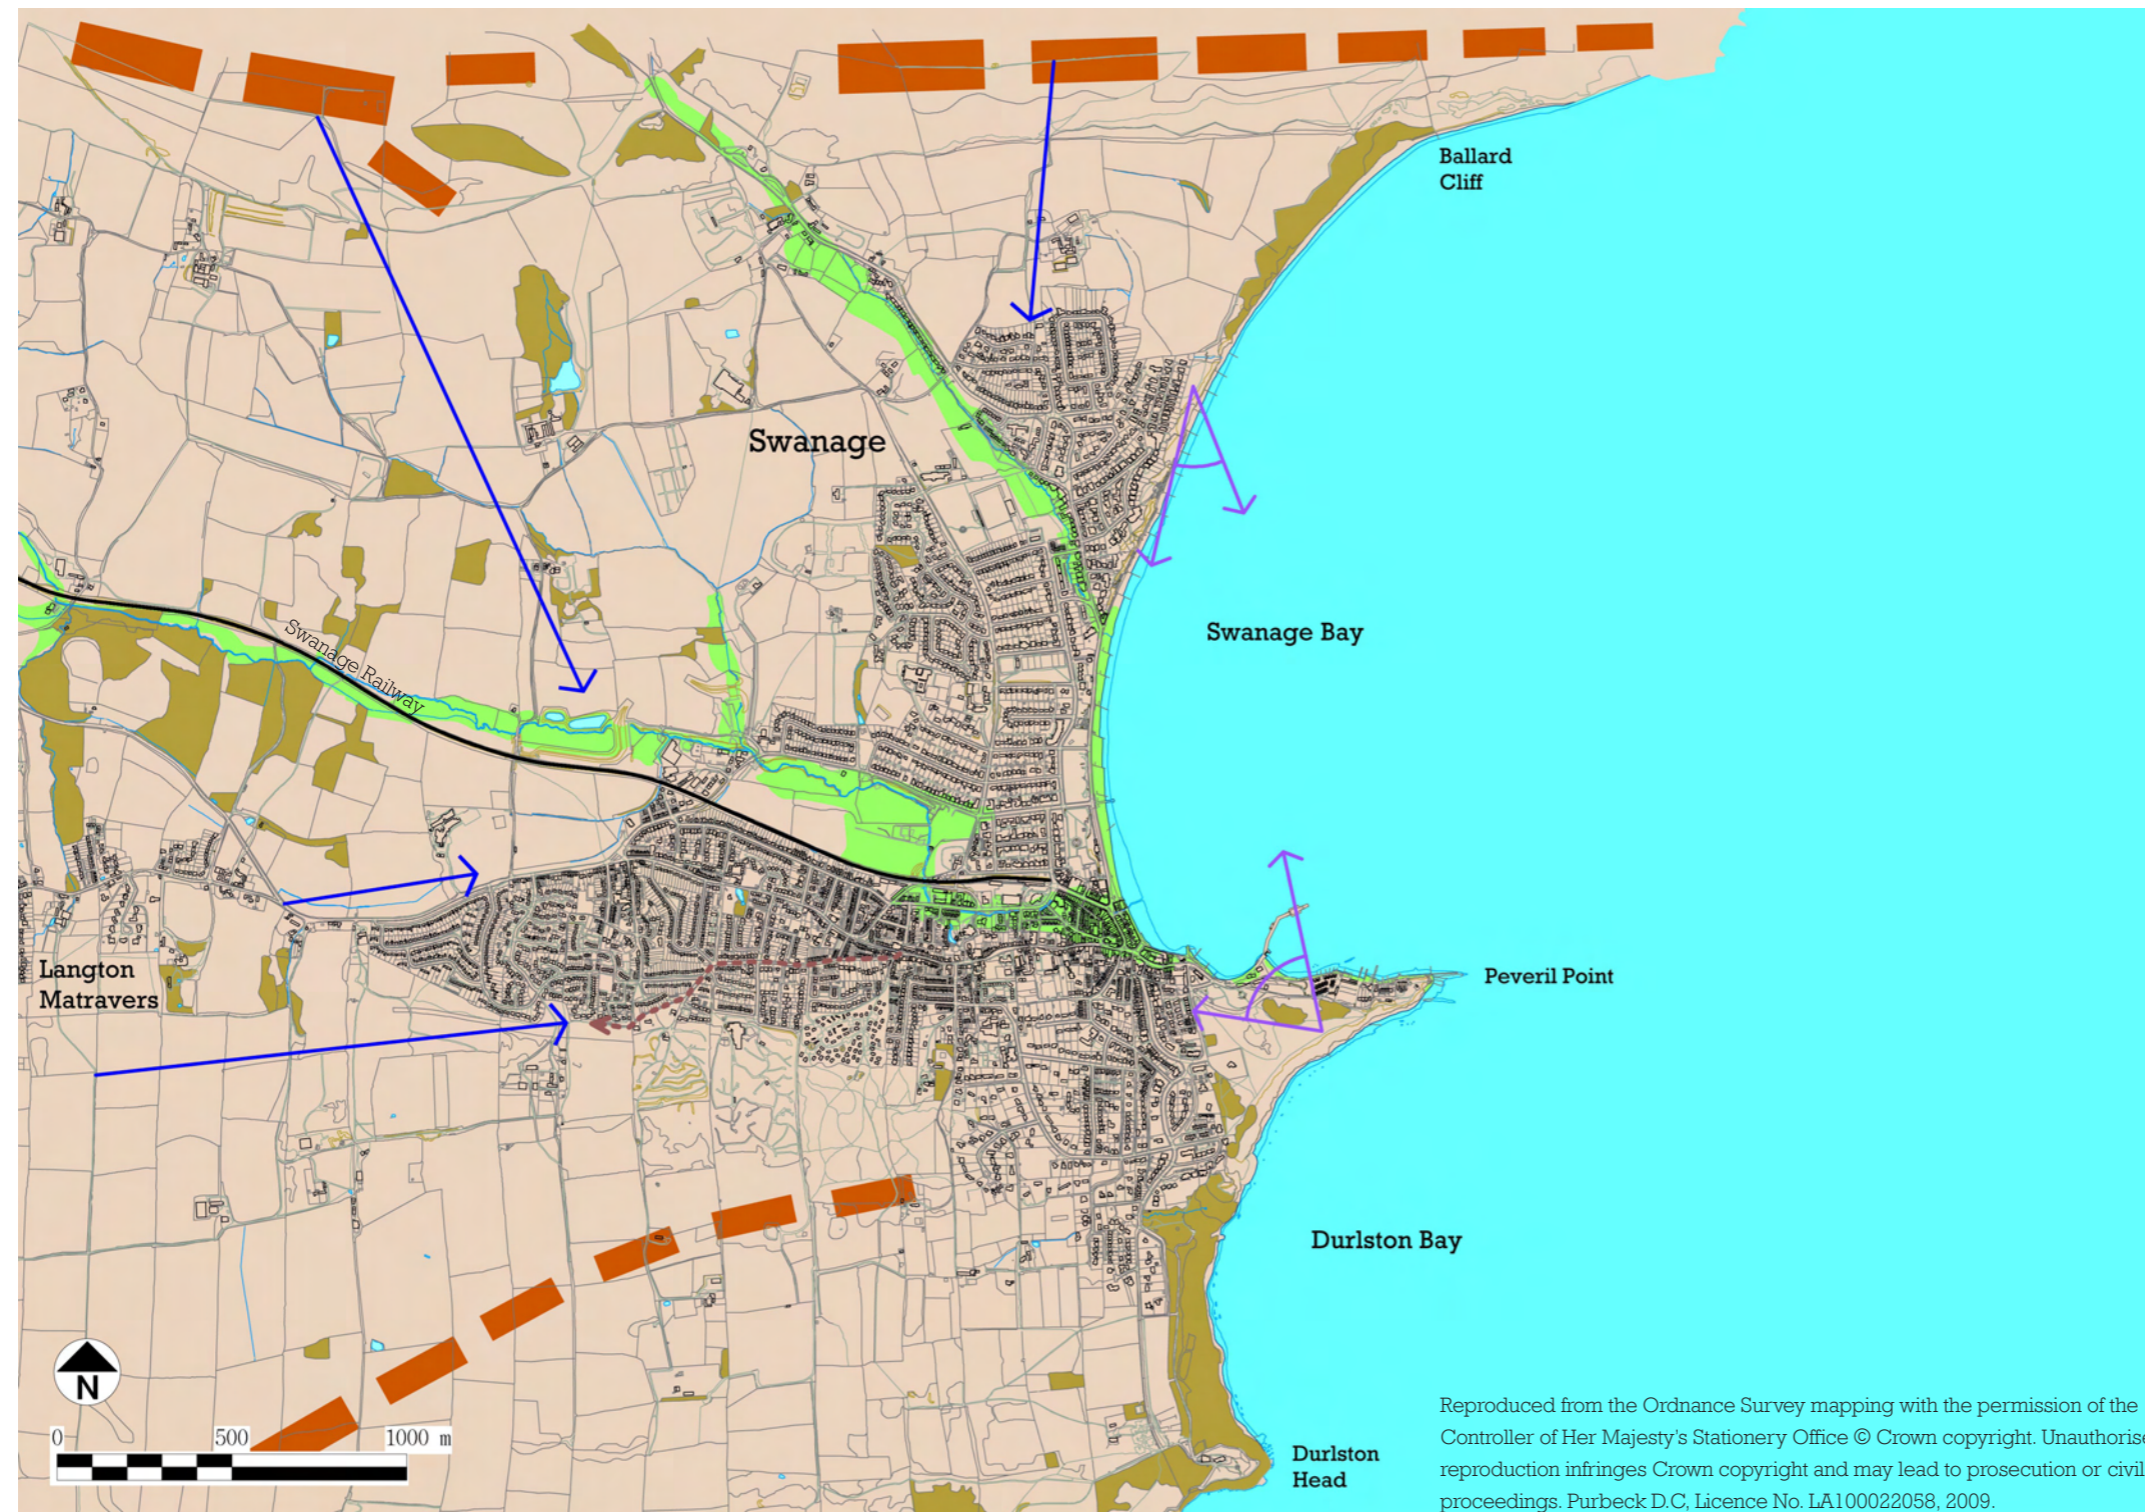 Ballard
Cliff
Swanage
Swanage Bay
Swanage Railway
Langton
Matravers
Peveril Point
Durlston Bay
N
0 500 1000 m
Durlston
Head
Reproduced from the Ordnance Survey mapping with the permission of the
Controller of Her Majesty's Stationery Office © Crown copyright. Unauthorise
reproduction infringes Crown copyright and may lead to prosecution or civil
proceedings. Purbeck D.C, Licence No. LA100022058, 2009.